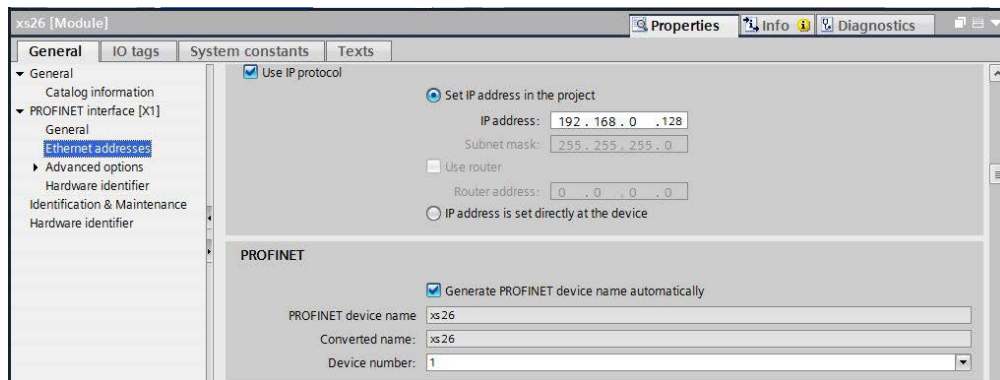 xs26 [Module]
Properties
Info
Diagnostics
General
IO tags
System constants
Texts
General
Catalog information
PROFINET interface [X1]
General
Ethernet addresses
Advanced options
Hardware identifier
Identification & Maintenance
Hardware identifier
Use IP protocol
Set IP address in the project
IP address: 192 . 168 . 0 . 128
Subnet mask: 255 . 255 . 255 . 0
Use router
Router address: 0 . 0 . 0 . 0
IP address is set directly at the device
PROFINET
Generate PROFINET device name automatically
PROFINET device name xs26
Converted name: xs26
Device number: 1